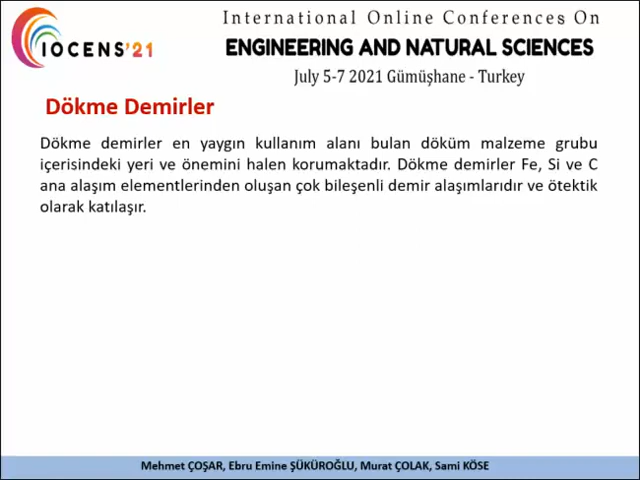 IOCENS'21
International Online Conferences On
ENGINEERING AND NATURAL SCIENCES
July 5-7 2021 Gümüşhane - Turkey
Dökme Demirler
Dökme demirler en yaygın kullanım alanı bulan döküm malzeme grubu
içerisindeki yeri ve önemini halen korumaktadır. Dökme demirler Fe, Si ve C
ana alaşım elementlerinden oluşan çok bileşenli demir alaşımlarıdır ve ötektik
olarak katılaşır.
Mehmet ÇOŞAR, Ebru Emine ŞÜKÜROĞLU, Murat ÇOLAK, Sami KÖSE